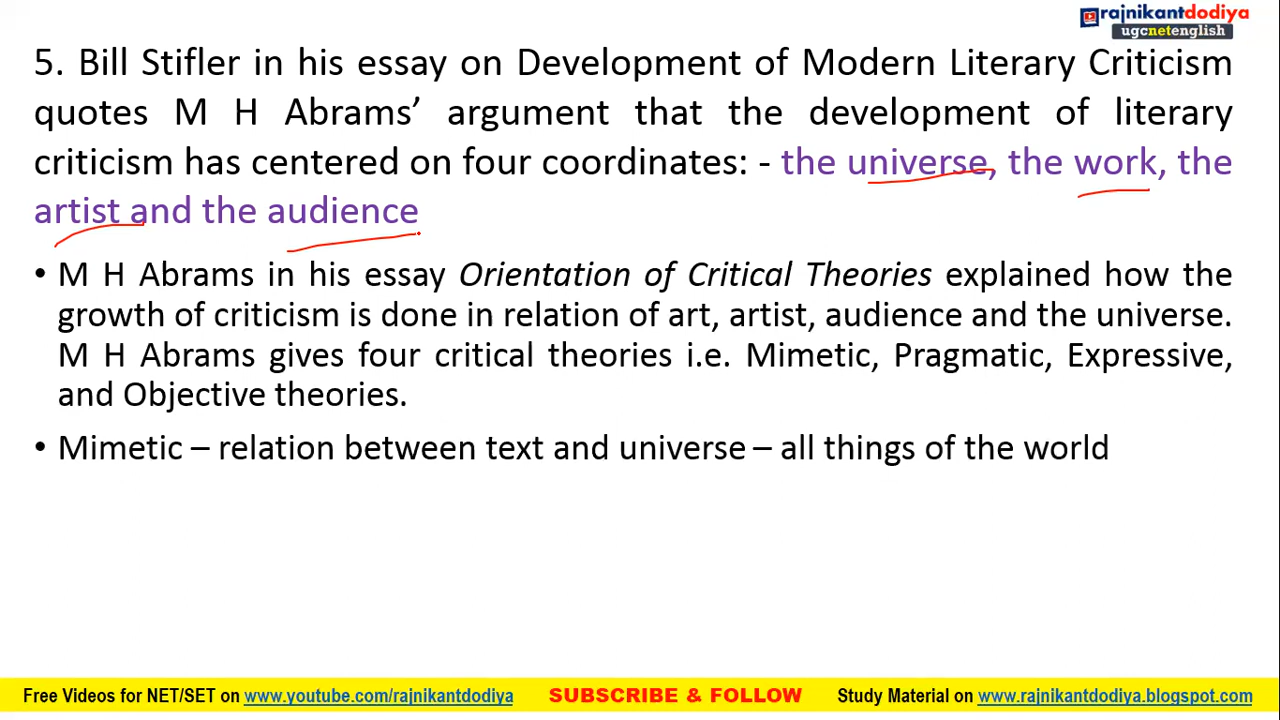 rajnikantdodiya
ugcnetenglish
5. Bill Stifler in his essay on Development of Modern Literary Criticism
quotes M H Abrams’ argument that the development of literary
criticism has centered on four coordinates: - the universe, the work, the
artist and the audience
• M H Abrams in his essay Orientation of Critical Theories explained how the
growth of criticism is done in relation of art, artist, audience and the universe.
M H Abrams gives four critical theories i.e. Mimetic, Pragmatic, Expressive,
and Objective theories.
• Mimetic – relation between text and universe – all things of the world
Free Videos for NET/SET on www.youtube.com/rajnikantdodiya SUBSCRIBE & FOLLOW Study Material on www.rajnikantdodiya.blogspot.com